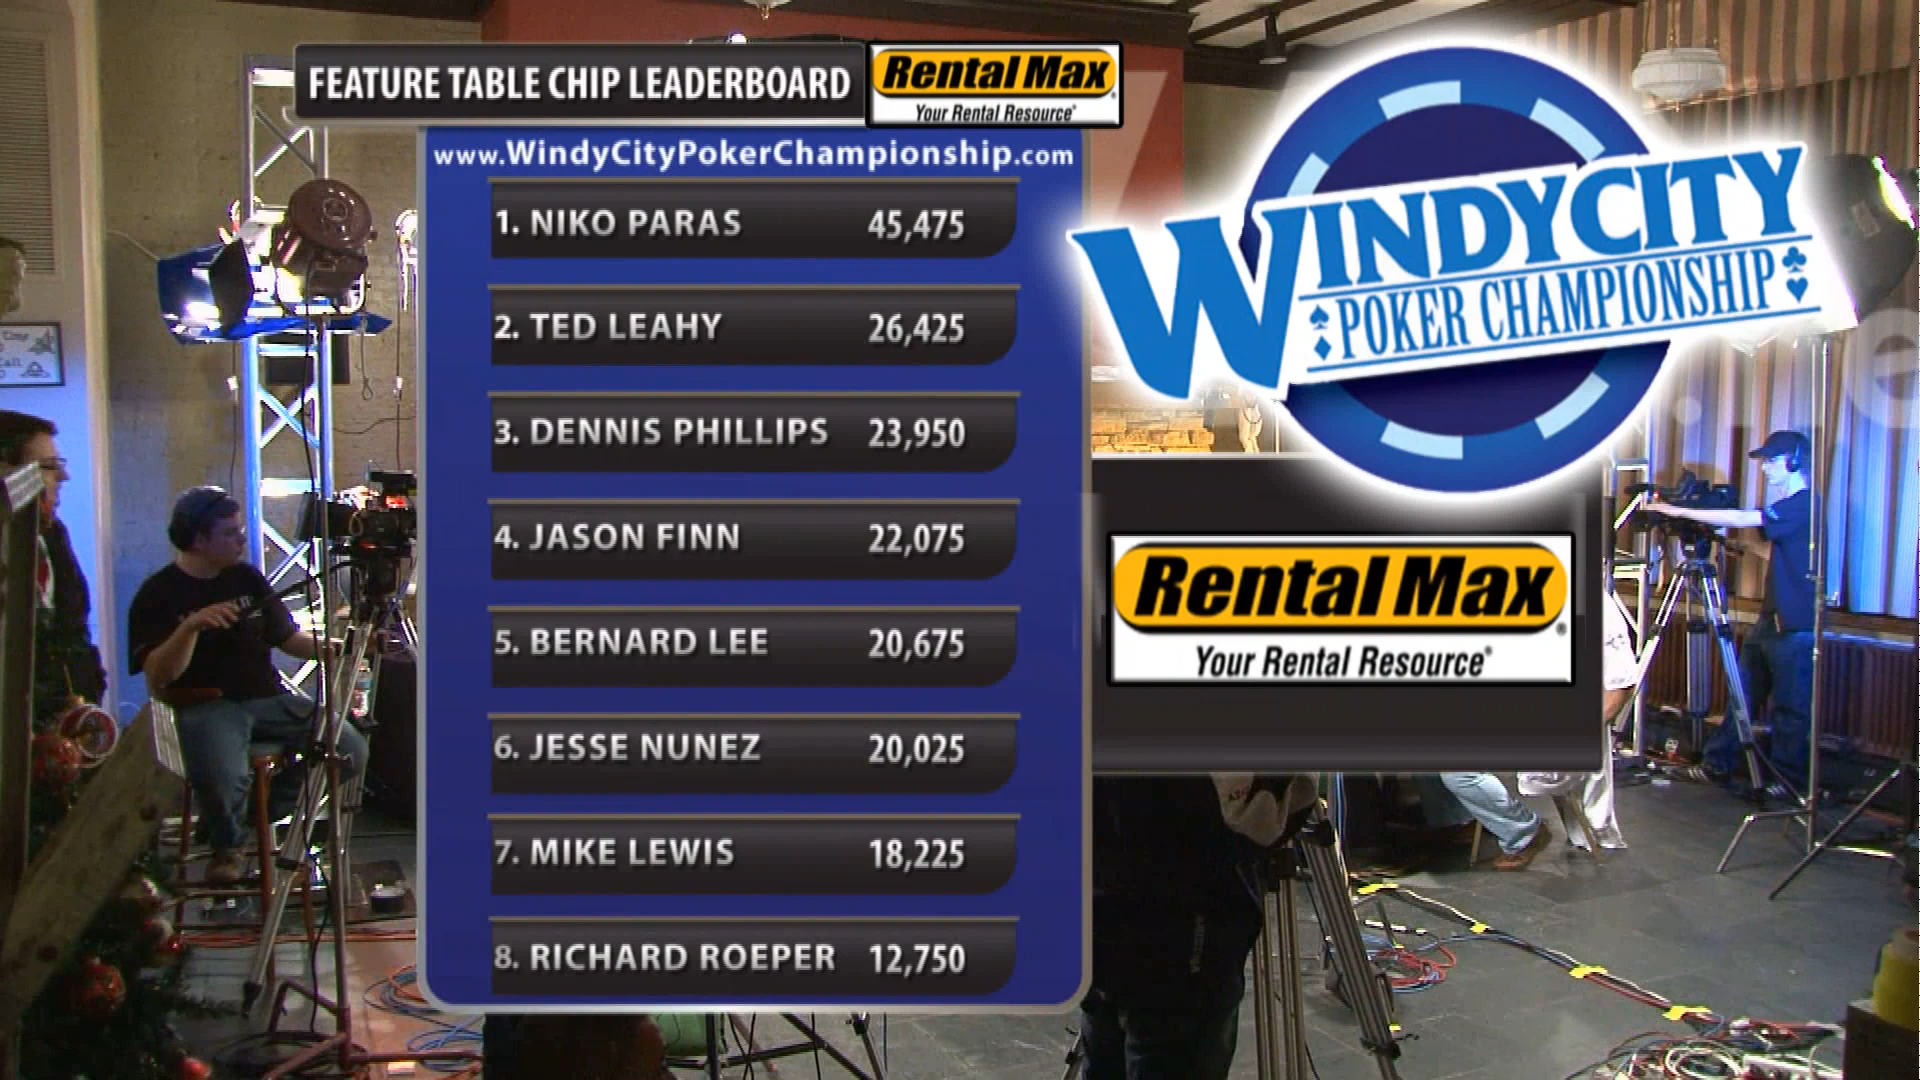 FEATURE TABLE CHIP LEADERBOARD
Rental Max
Your Rental Resource®
www.WindyCityPokerChampionship.com
1. NIKO PARAS 45,475
2. TED LEAHY 26,425
3. DENNIS PHILLIPS 23,950
4. JASON FINN 22,075
5. BERNARD LEE 20,675
6. JESSE NUNEZ 20,025
7. MIKE LEWIS 18,225
8. RICHARD ROEPER 12,750
WINDYCITY
POKER CHAMPIONSHIP
Rental Max®
Your Rental Resource®